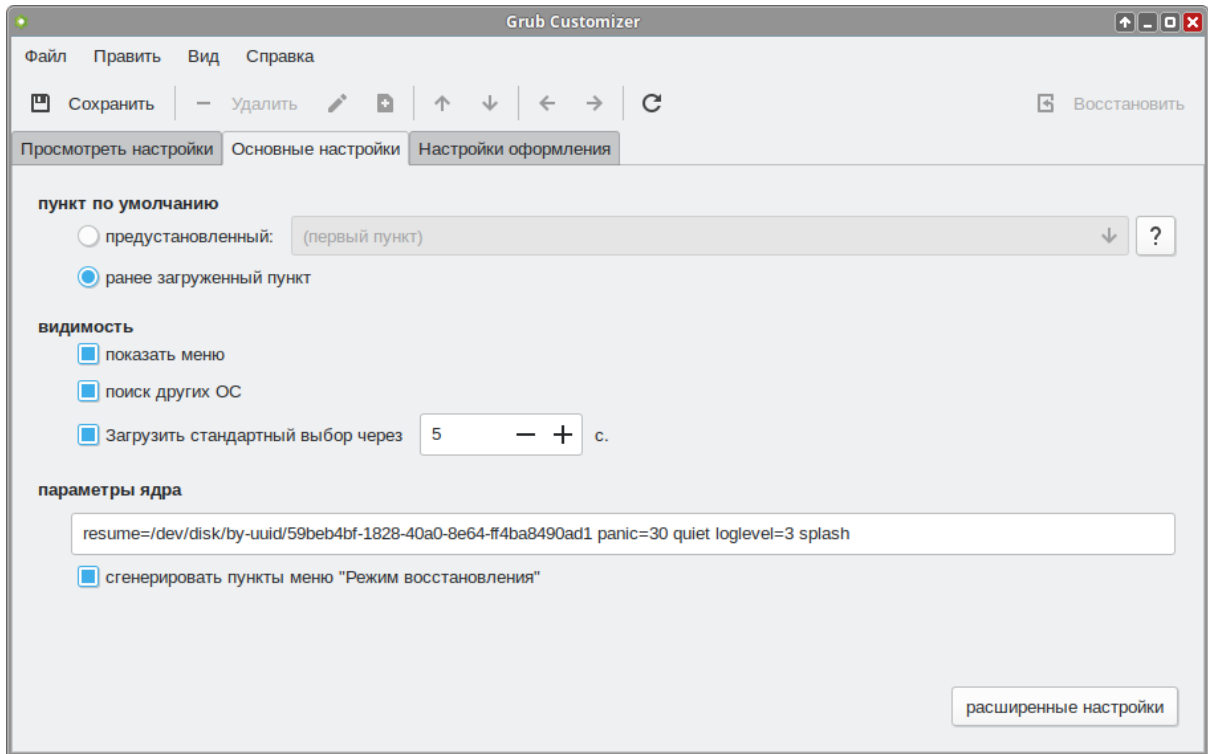 Grub Customizer
Файл Править Вид Справка
Сохранить Удалить Восстановить
Просмотреть настройки Основные настройки Настройки оформления
пункт по умолчанию
предустановленный: (первый пункт) ?
ранее загруженный пункт
видимость
показать меню
поиск других ОС
Загрузить стандартный выбор через 5 с.
параметры ядра
resume=/dev/disk/by-uuid/59beb4bf-1828-40a0-8e64-ff4ba8490ad1 panic=30 quiet loglevel=3 splash
сгенерировать пункты меню "Режим восстановления"
расширенные настройки